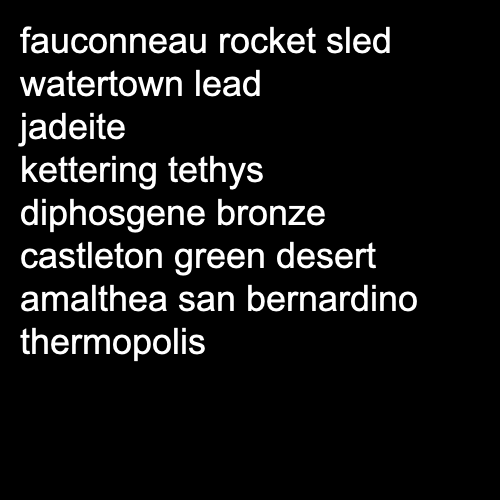 fauconneau rocket sled
watertown lead
jadeite
kettering tethys
diphosgene bronze
castleton green desert
amalthea san bernardino
thermopolis